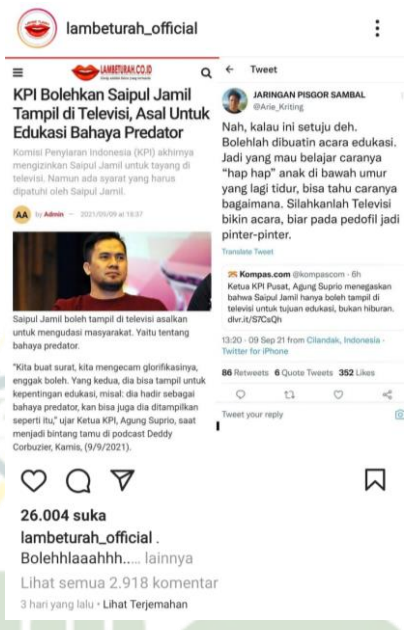 lambeturah_official
LAMBETURAH.CO.ID
KPI Bolehkan Saipul Jamil
Tampil di Televisi, Asal Untuk
Edukasi Bahaya Predator
Komisi Penyiaran Indonesia (KPI) akhirnya
mengizinkan Saipul Jamil untuk tayang di
televisi. Namun ada syarat yang harus
dipatuhi oleh Saipul Jamil.
AA by Admin — 2021/09/09 at 18:37
Saipul Jamil boleh tampil di televisi asalkan
untuk mengudasi masyarakat. Yaitu tentang
bahaya predator.
"Kita buat surat, kita mengecam glorifikasinya,
enggak boleh. Yang kedua, dia bisa tampil untuk
kepentingan edukasi, misal: dia hadir sebagai
bahaya predator, kan bisa juga dia ditampilkan
seperti itu," ujar Ketua KPI, Agung Suprio, saat
menjadi bintang tamu di podcast Deddy
Corbuzier, Kamis, (9/9/2021).
Tweet
JARINGAN PISGOR SAMBAL
@Arie_Kriting
Nah, kalau ini setuju deh.
Bolehlah dibuatin acara edukasi.
Jadi yang mau belajar caranya
"hap hap" anak di bawah umur
yang lagi tidur, bisa tahu caranya
bagaimana. Silahkanlah Televisi
bikin acara, biar pada pedofil jadi
pinter-pinter.
Translate Tweet
Kompas.com @kompascom · 6h
Ketua KPI Pusat, Agung Suprio menegaskan
bahwa Saipul Jamil hanya boleh tampil di
televisi untuk tujuan edukasi, bukan hiburan.
dlvr.it/S7CsQh
13:20 · 09 Sep 21 from Cilandak, Indonesia ·
Twitter for iPhone
86 Retweets 6 Quote Tweets 352 Likes
Tweet your reply
26.004 suka
lambeturah_official .
Bolehhlaaahhh..... lainnya
Lihat semua 2.918 komentar
3 hari yang lalu · Lihat Terjemahan